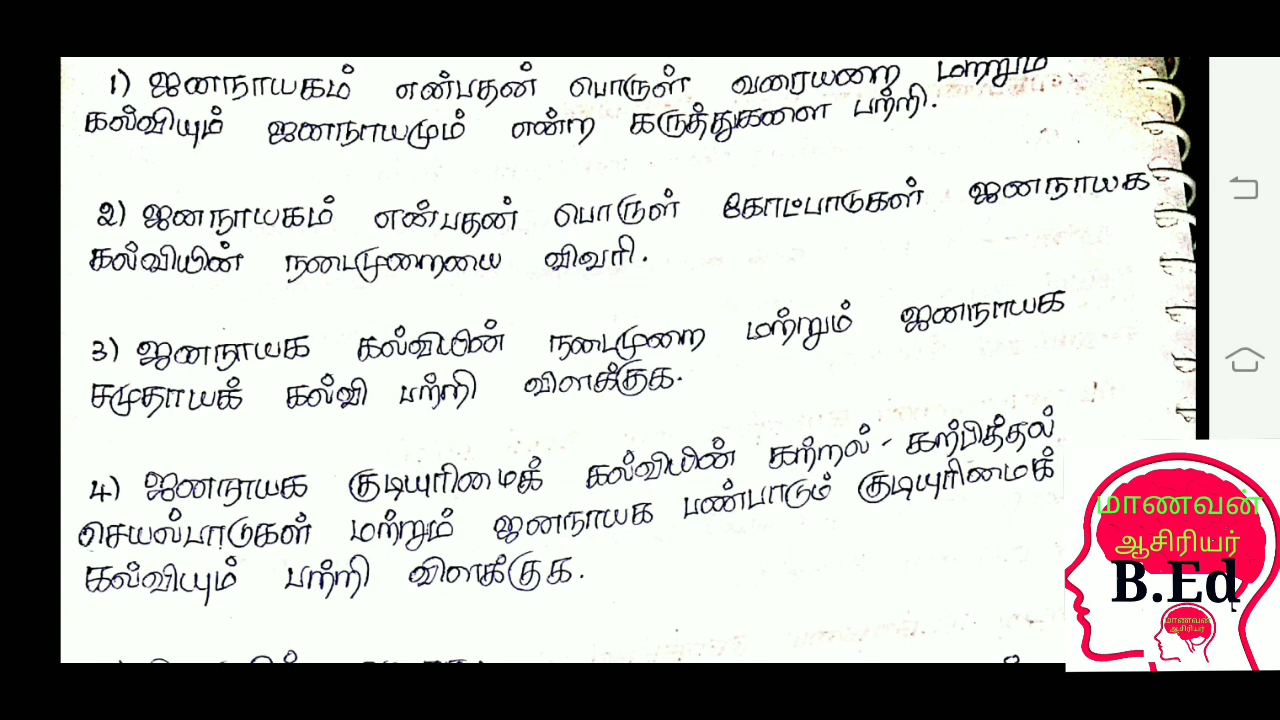 1) ஜனநாயகம் என்பதன் பொருள் வரையறை மற்றும்
கல்வியும் ஜனநாயமும் என்ற கருத்துகளை பற்றி.
2) ஜனநாயகம் என்பதன் பொருள் கோட்பாடுகள் ஜனநாயக
கல்வியின் நடைமுறையை விவரி.
3) ஜனநாயக கல்வியின் நடைமுறை மற்றும் ஜனநாயக
சமுதாயக் கல்வி பற்றி விளக்குக.
4) ஜனநாயக குடியுரிமைக் கல்வியின் கற்றல் - கற்பித்தல்
செயல்பாடுகள் மற்றும் ஜனநாயக பண்பாடும் குடியுரிமைக்
கல்வியும் பற்றி விளக்குக.
மாணவன்
ஆசிரியர்
B.Ed
மாணவன்
ஆசிரியர்